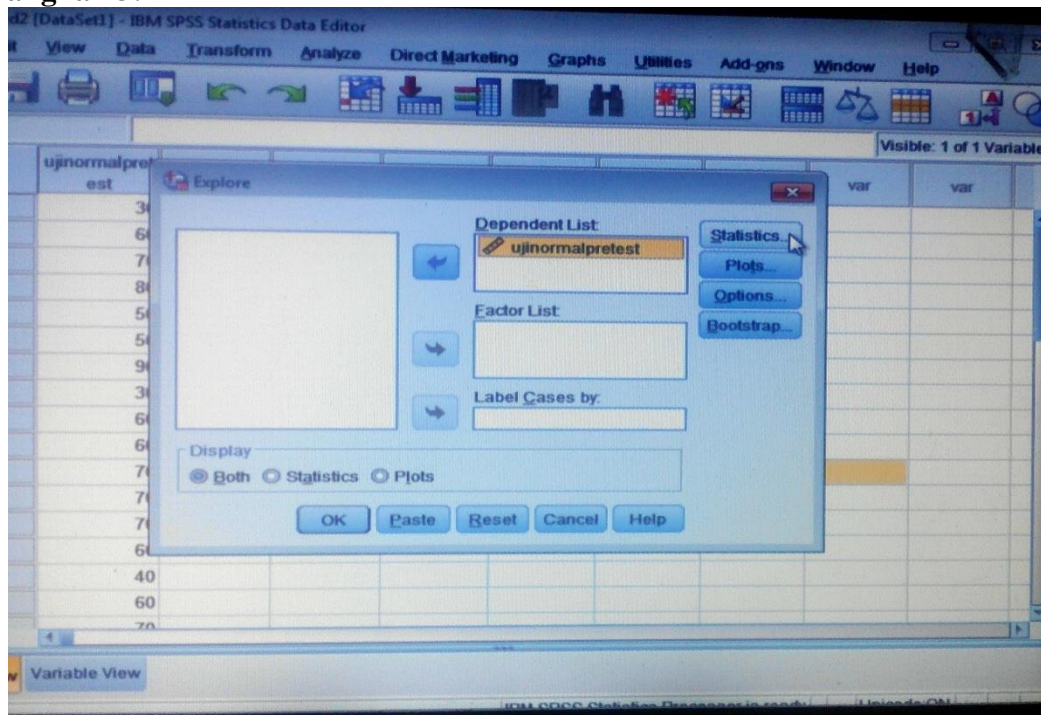 d2 [DataSet1] - IBM SPSS Statistics Data Editor
View Data Transform Analyze Direct Marketing Graphs Utilities Add-ons Window Help
Visible: 1 of 1 Variable
ujinormalpret
est
var var
Explore
Dependent List:
ujinormalpretest
Statistics...
Plots...
Options...
Bootstrap...
Factor List:
Label Cases by:
Display
Both Statistics Plots
OK Paste Reset Cancel Help
40
60
70
Variable View
IBM SPSS Statistics Processor is ready Unicode:ON